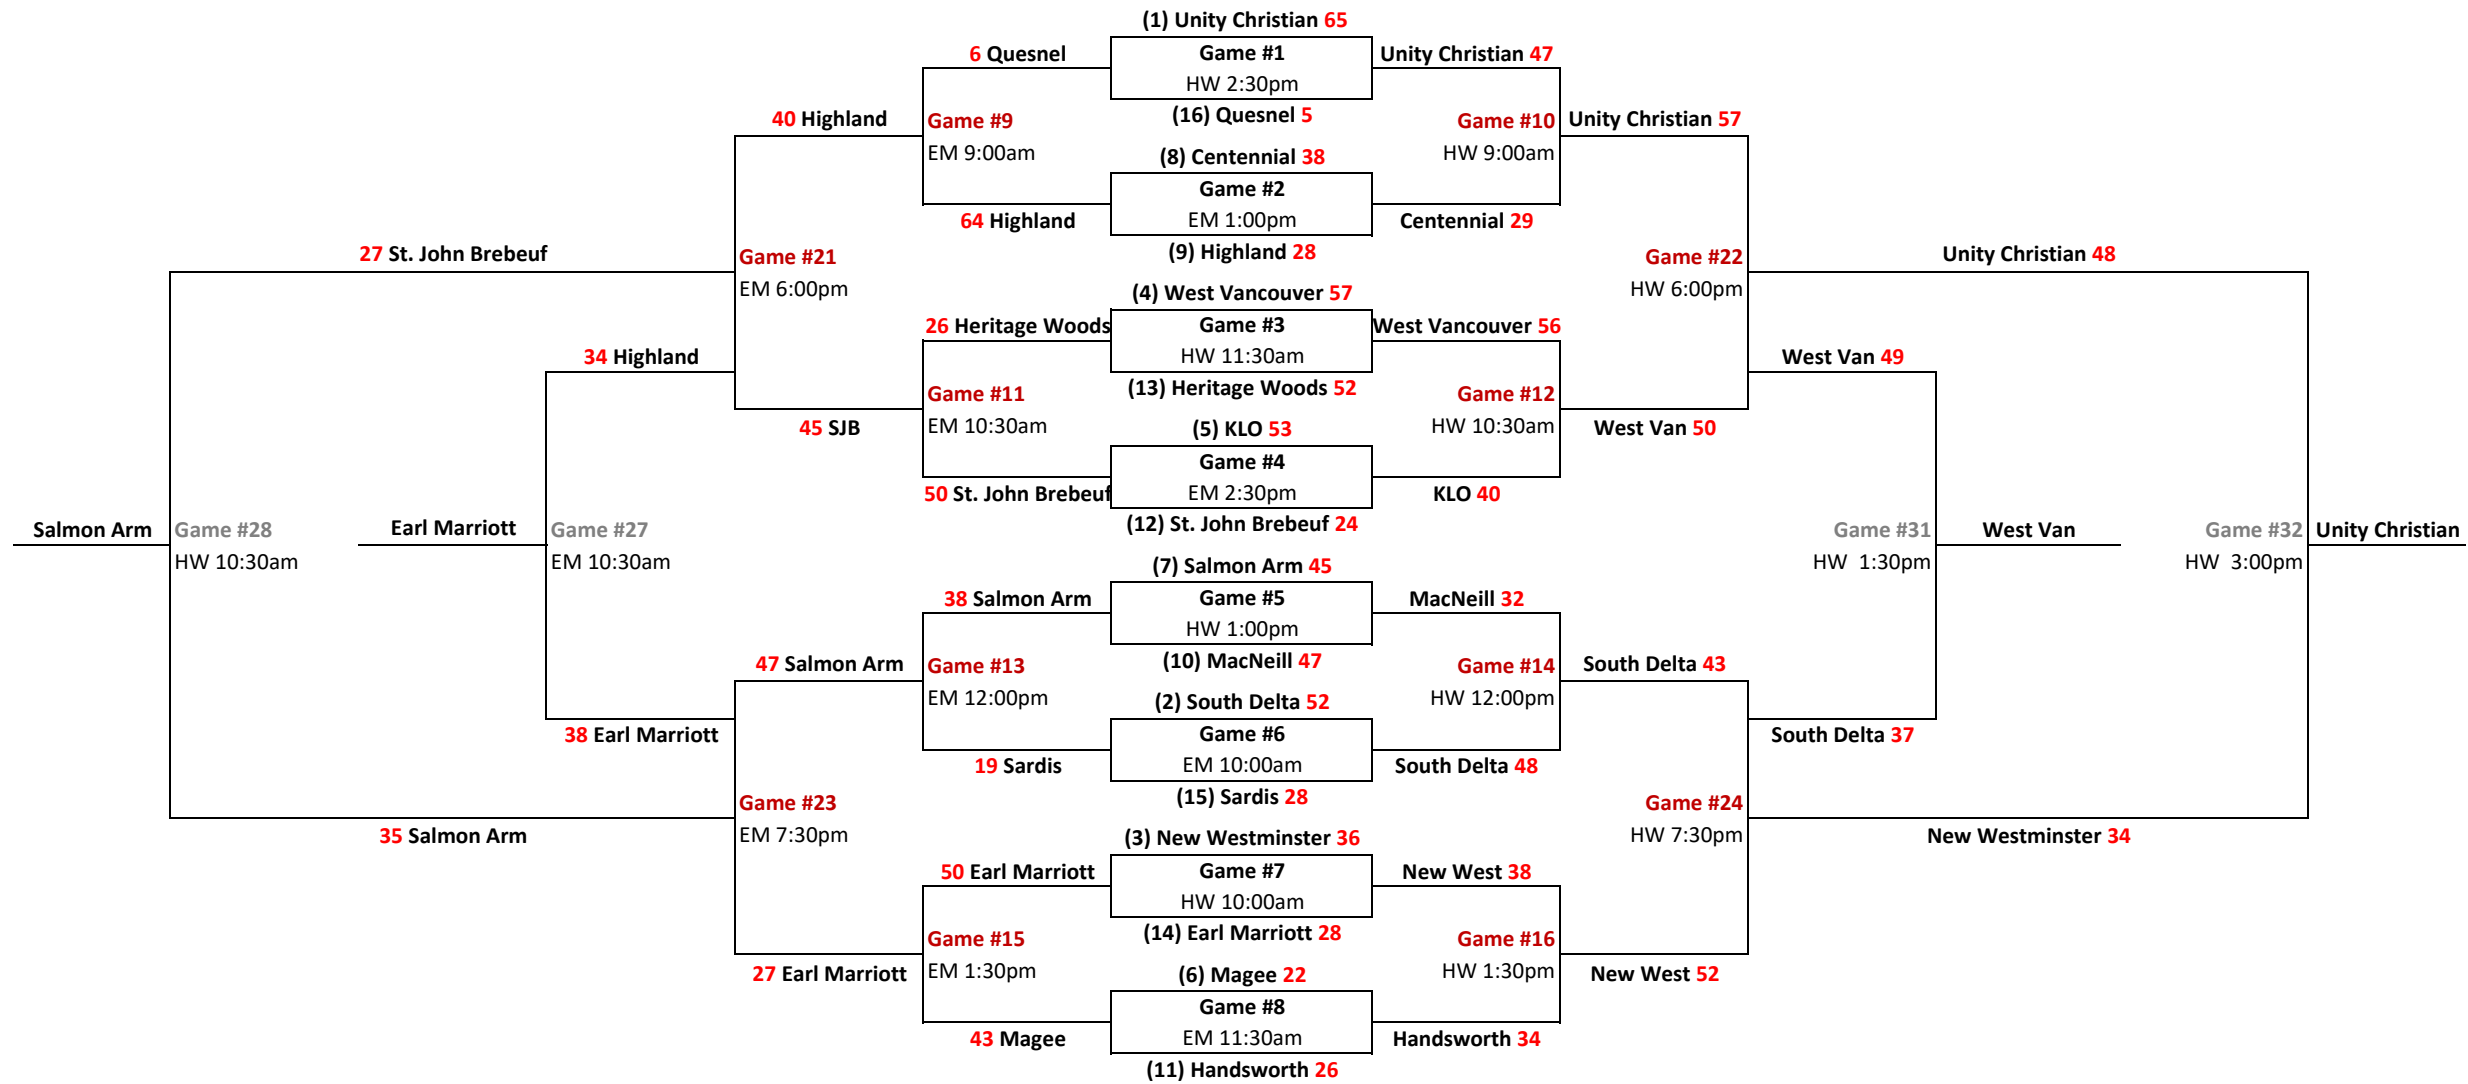 (1) Unity Christian 65
6 Quesnel
Game #1
Unity Christian 47
HW 2:30pm
40 Highland
Game #9
(16) Quesnel 5
Game #10
Unity Christian 57
EM 9:00am
(8) Centennial 38
HW 9:00am
Game #2
64 Highland
EM 1:00pm
Centennial 29
27 St. John Brebeuf
Game #21
(9) Highland 28
Game #22
Unity Christian 48
EM 6:00pm
(4) West Vancouver 57
HW 6:00pm
26 Heritage Woods
Game #3
West Vancouver 56
34 Highland
HW 11:30am
West Van 49
Game #11
(13) Heritage Woods 52
Game #12
45 SJB
EM 10:30am
(5) KLO 53
HW 10:30am
West Van 50
Game #4
50 St. John Brebeuf
EM 2:30pm
KLO 40
Salmon Arm
Game #28
Earl Marriott
Game #27
(12) St. John Brebeuf 24
Game #31
West Van
Game #32
Unity Christian
HW 10:30am
EM 10:30am
(7) Salmon Arm 45
HW 1:30pm
HW 3:00pm
38 Salmon Arm
Game #5
MacNeill 32
HW 1:00pm
47 Salmon Arm
Game #13
(10) MacNeill 47
Game #14
South Delta 43
EM 12:00pm
(2) South Delta 52
HW 12:00pm
38 Earl Marriott
Game #6
South Delta 37
19 Sardis
EM 10:00am
South Delta 48
Game #23
(15) Sardis 28
Game #24
35 Salmon Arm
EM 7:30pm
(3) New Westminster 36
HW 7:30pm
New Westminster 34
50 Earl Marriott
Game #7
New West 38
HW 10:00am
Game #15
(14) Earl Marriott 28
Game #16
27 Earl Marriott
EM 1:30pm
(6) Magee 22
HW 1:30pm
New West 52
Game #8
43 Magee
EM 11:30am
Handsworth 34
(11) Handsworth 26